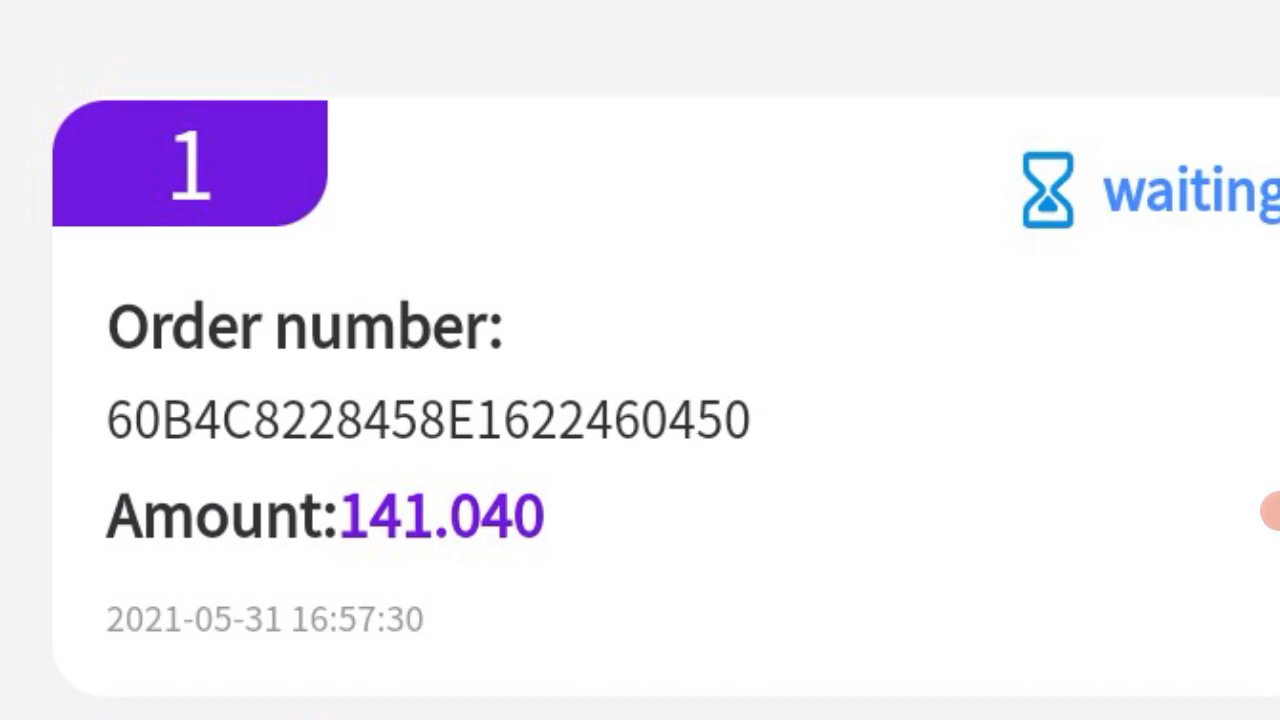 1
waiting
Order number:
60B4C8228458E1622460450
Amount:141.040
2021-05-31 16:57:30